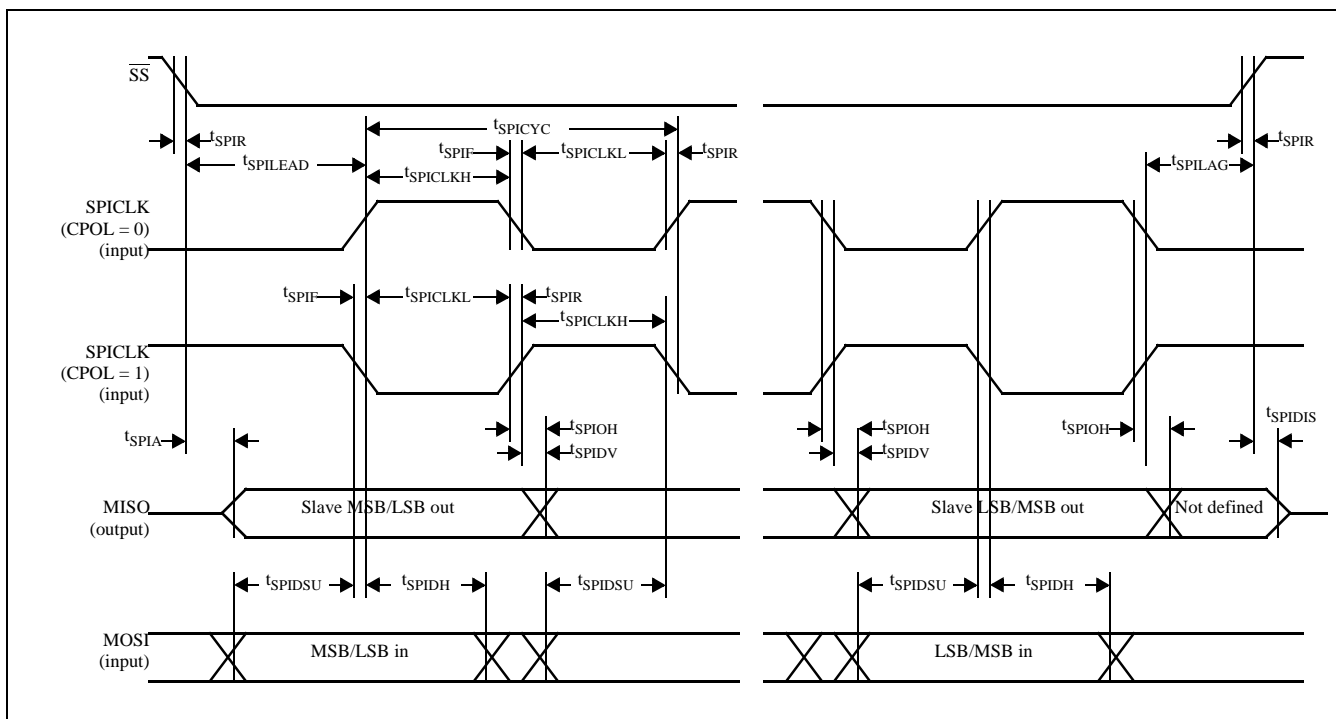 SS
tSPIR
tSPILEAD
tSPICYC
tSPIF
tSPICLKL
tSPIR
tSPICLKH
tSPIR
tSPILAG
SPICLK
(CPOL = 0)
(input)
tSPIF
tSPICLKL
tSPIR
tSPICLKH
SPICLK
(CPOL = 1)
(input)
tSPIA
tSPIOH
tSPIDV
tSPIOH
tSPIDV
tSPIOH
tSPIDIS
MISO
(output)
Slave MSB/LSB out
Slave LSB/MSB out
Not defined
tSPIDSU
tSPIDH
tSPIDSU
tSPIDSU
tSPIDH
MOSI
(input)
MSB/LSB in
LSB/MSB in